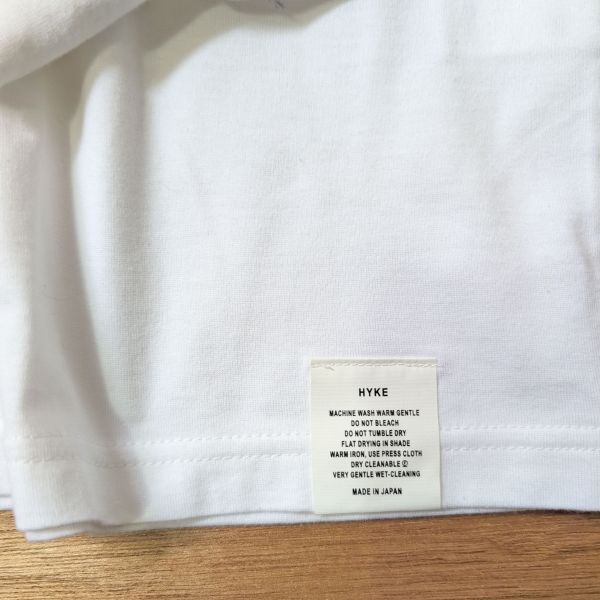 HYKE
MACHINE WASH WARM GENTLE
DO NOT BLEACH
DO NOT TUMBLE DRY
FLAT DRYING IN SHADE
WARM IRON, USE PRESS CLOTH
DRY CLEANABLE Ⓟ
VERY GENTLE WET-CLEANING
MADE IN JAPAN